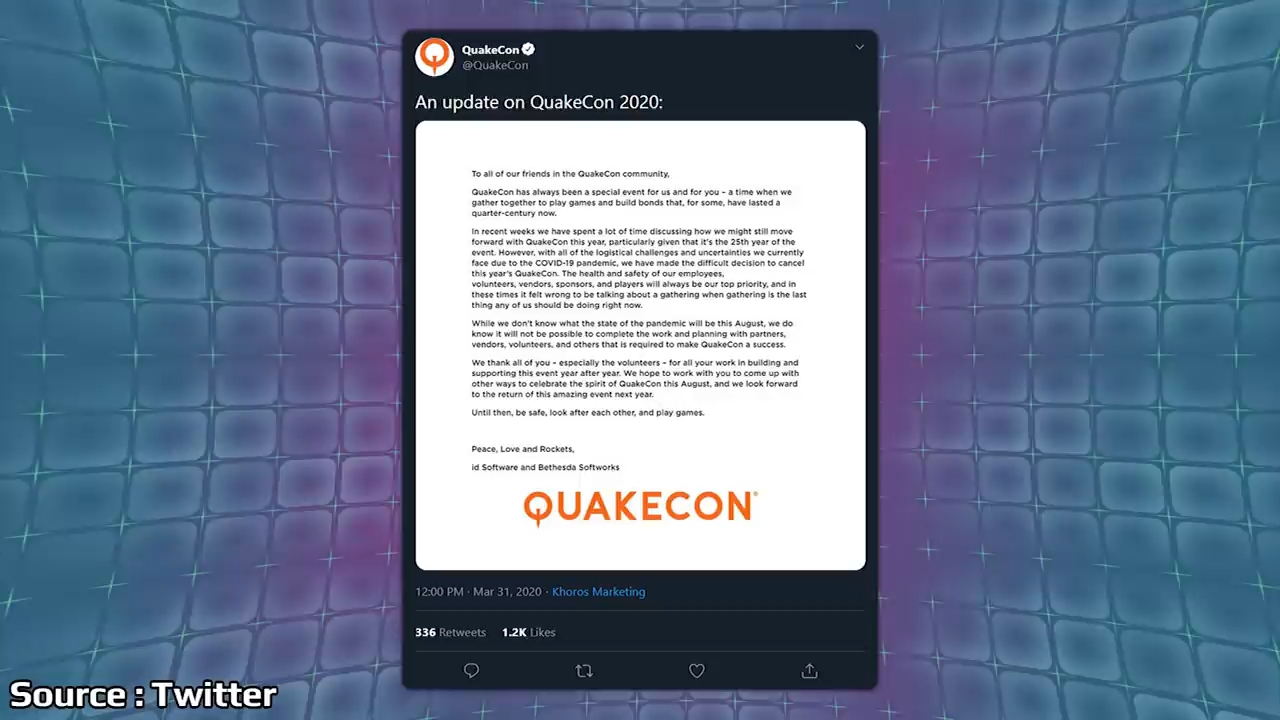 QuakeCon
@QuakeCon
An update on QuakeCon 2020:
To all of our friends in the QuakeCon community,
QuakeCon has always been a special event for us and for you – a time when we
gather together to play games and build bonds that, for some, have lasted a
quarter-century now.
In recent weeks we have spent a lot of time discussing how we might still move
forward with QuakeCon this year, particularly given that it's the 25th year of the
event. However, with all of the logistical challenges and uncertainties we currently
face due to the COVID-19 pandemic, we have made the difficult decision to cancel
this year's QuakeCon. The health and safety of our employees,
volunteers, vendors, sponsors, and players will always be our top priority, and in
these times it felt wrong to be talking about a gathering when gathering is the last
thing any of us should be doing right now.
While we don't know what the state of the pandemic will be this August, we do
know it will not be possible to complete the work and planning with partners,
vendors, volunteers, and others that is required to make QuakeCon a success.
We thank all of you – especially the volunteers – for all your work in building and
supporting this event year after year. We hope to work with you to come up with
other ways to celebrate the spirit of QuakeCon this August, and we look forward
to the return of this amazing event next year.
Until then, be safe, look after each other, and play games.
Peace, Love and Rockets,
id Software and Bethesda Softworks
QUAKECON®
12:00 PM · Mar 31, 2020 · Khoros Marketing
336 Retweets 1.2K Likes
Source : Twitter